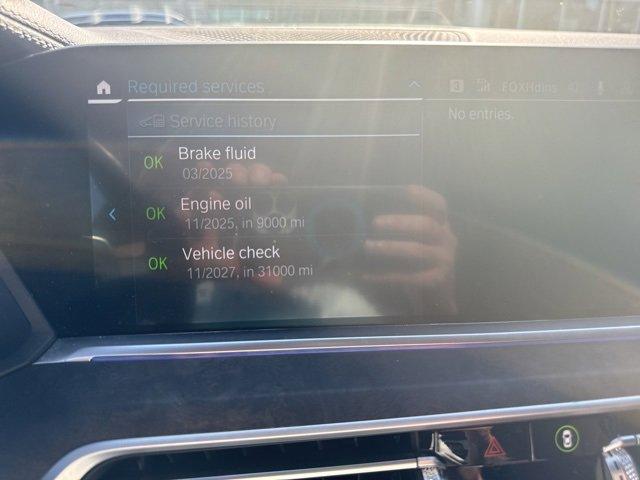 Required services
Service history
No entries.
OK Brake fluid
03/2025
OK Engine oil
11/2025, in 9000 mi
OK Vehicle check
11/2027, in 31000 mi